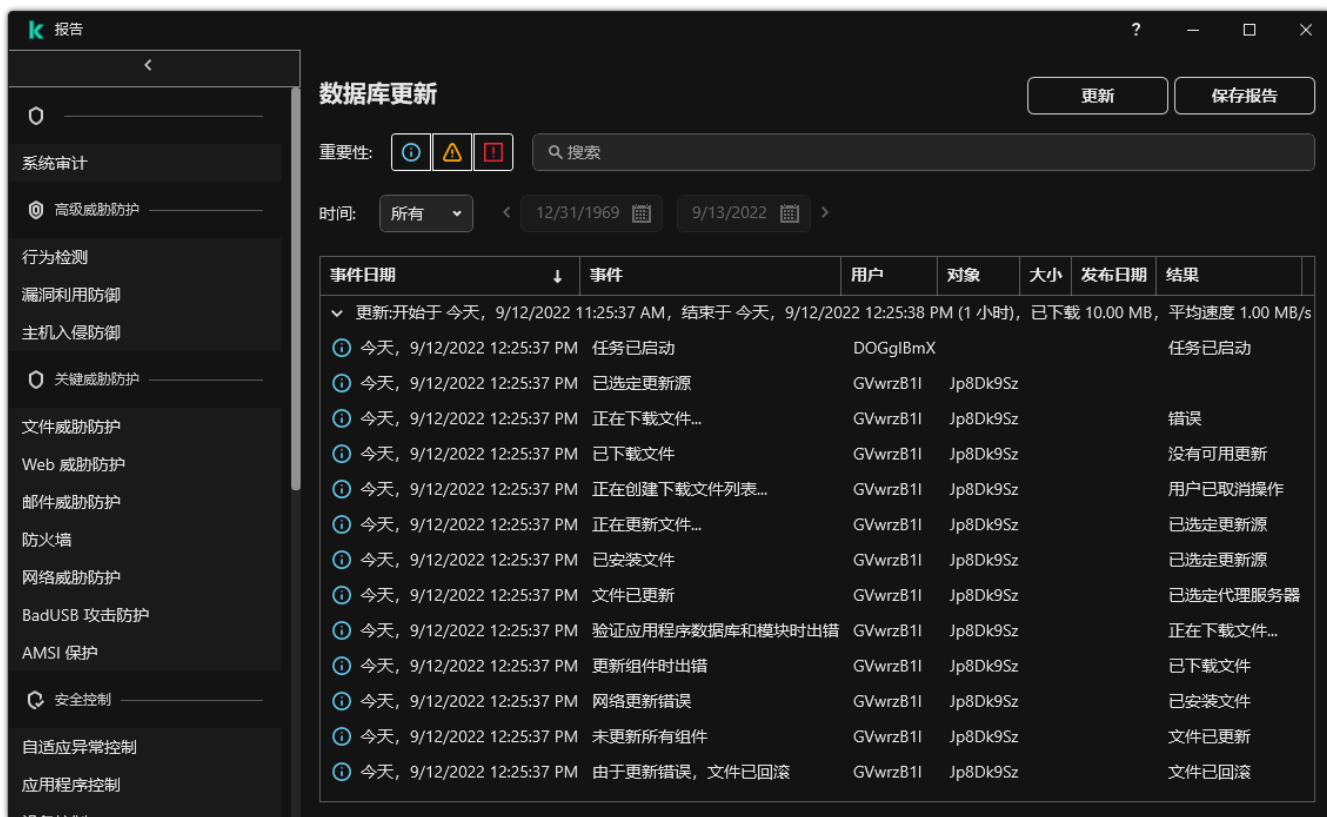 报告
?
数据库更新
更新
保存报告
重要性:
搜索
时间:
所有
12/31/1969
9/13/2022
系统审计
高级威胁防护
行为检测
漏洞利用防御
主机入侵防御
关键威胁防护
文件威胁防护
Web 威胁防护
邮件威胁防护
防火墙
网络威胁防护
BadUSB 攻击防护
AMSI 保护
安全控制
自适应异常控制
应用程序控制
事件日期 ↓ 事件 用户 对象 大小 发布日期 结果
更新:开始于 今天，9/12/2022 11:25:37 AM，结束于 今天，9/12/2022 12:25:38 PM (1 小时)，已下载 10.00 MB，平均速度 1.00 MB/s
今天，9/12/2022 12:25:37 PM 任务已启动 DOGglBmX 任务已启动
今天，9/12/2022 12:25:37 PM 已选定更新源 GVwrzB1l Jp8Dk9Sz
今天，9/12/2022 12:25:37 PM 正在下载文件... GVwrzB1l Jp8Dk9Sz 错误
今天，9/12/2022 12:25:37 PM 已下载文件 GVwrzB1l Jp8Dk9Sz 没有可用更新
今天，9/12/2022 12:25:37 PM 正在创建下载文件列表... GVwrzB1l Jp8Dk9Sz 用户已取消操作
今天，9/12/2022 12:25:37 PM 正在更新文件... GVwrzB1l Jp8Dk9Sz 已选定更新源
今天，9/12/2022 12:25:37 PM 已安装文件 GVwrzB1l Jp8Dk9Sz 已选定更新源
今天，9/12/2022 12:25:37 PM 文件已更新 GVwrzB1l Jp8Dk9Sz 已选定代理服务器
今天，9/12/2022 12:25:37 PM 验证应用程序数据库和模块时出错 GVwrzB1l Jp8Dk9Sz 正在下载文件...
今天，9/12/2022 12:25:37 PM 更新组件时出错 GVwrzB1l Jp8Dk9Sz 已下载文件
今天，9/12/2022 12:25:37 PM 网络更新错误 GVwrzB1l Jp8Dk9Sz 已安装文件
今天，9/12/2022 12:25:37 PM 未更新所有组件 GVwrzB1l Jp8Dk9Sz 文件已更新
今天，9/12/2022 12:25:37 PM 由于更新错误，文件已回滚 GVwrzB1l Jp8Dk9Sz 文件已回滚